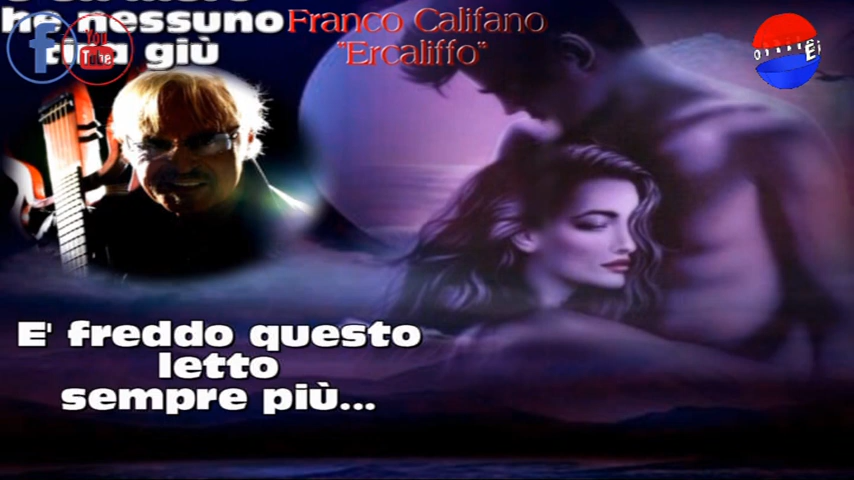 he nessuno
giù
Franco Califano
"Ercaliffo"
You
Tube
f
E' freddo questo
letto
sempre più...